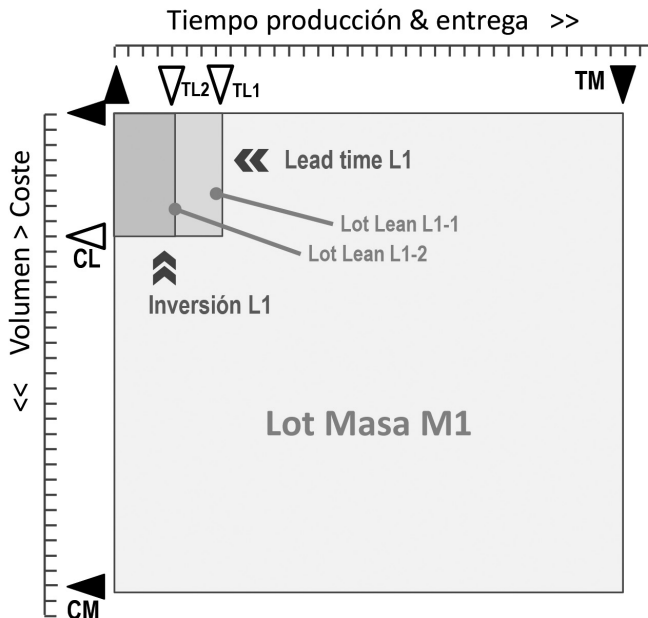 Tiempo producción & entrega >>
TL2
TL1
TM
Lead time L1
Lot Lean L1-1
Lot Lean L1-2
CL
Inversión L1
<< Volumen > Coste
Lot Masa M1
CM